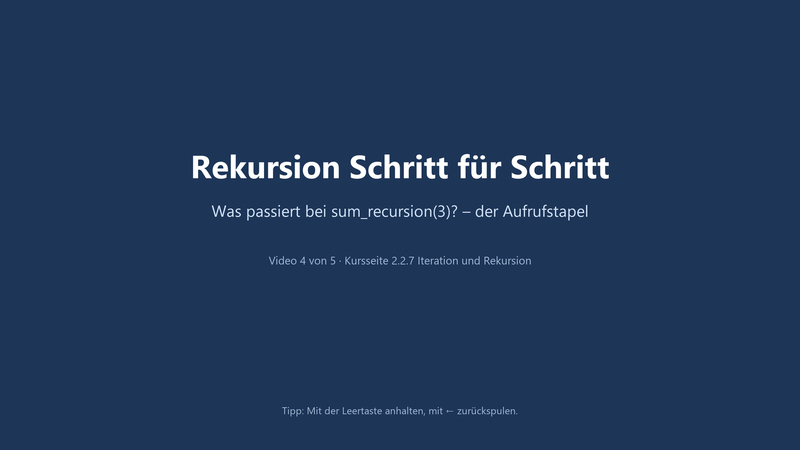 Rekursion Schritt für Schritt
Was passiert bei sum_recursion(3)? – der Aufrufstapel
Video 4 von 5 · Kursseite 2.2.7 Iteration und Rekursion
Tipp: Mit der Leertaste anhalten, mit ← zurückspulen.